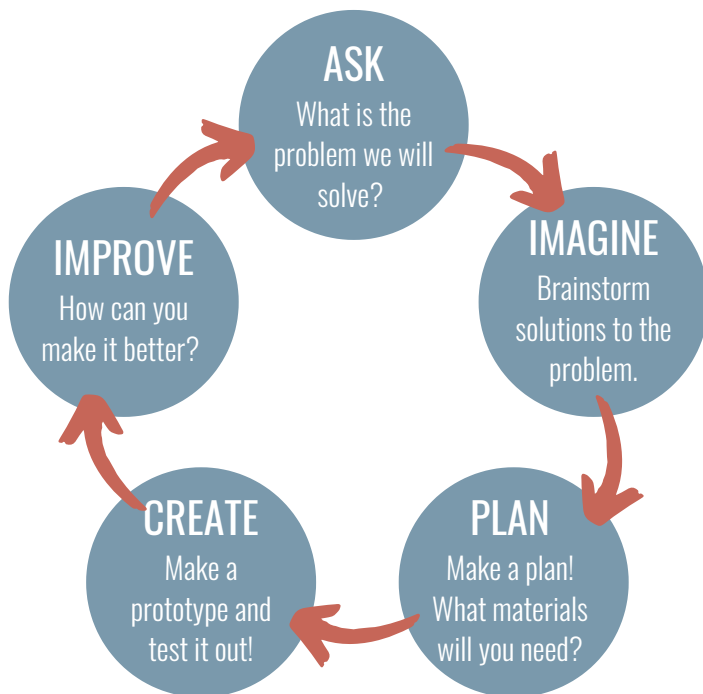 ASK
What is the
problem we will
solve?
IMAGINE
Brainstorm
solutions to the
problem.
PLAN
Make a plan!
What materials
will you need?
CREATE
Make a
prototype and
test it out!
IMPROVE
How can you
make it better?